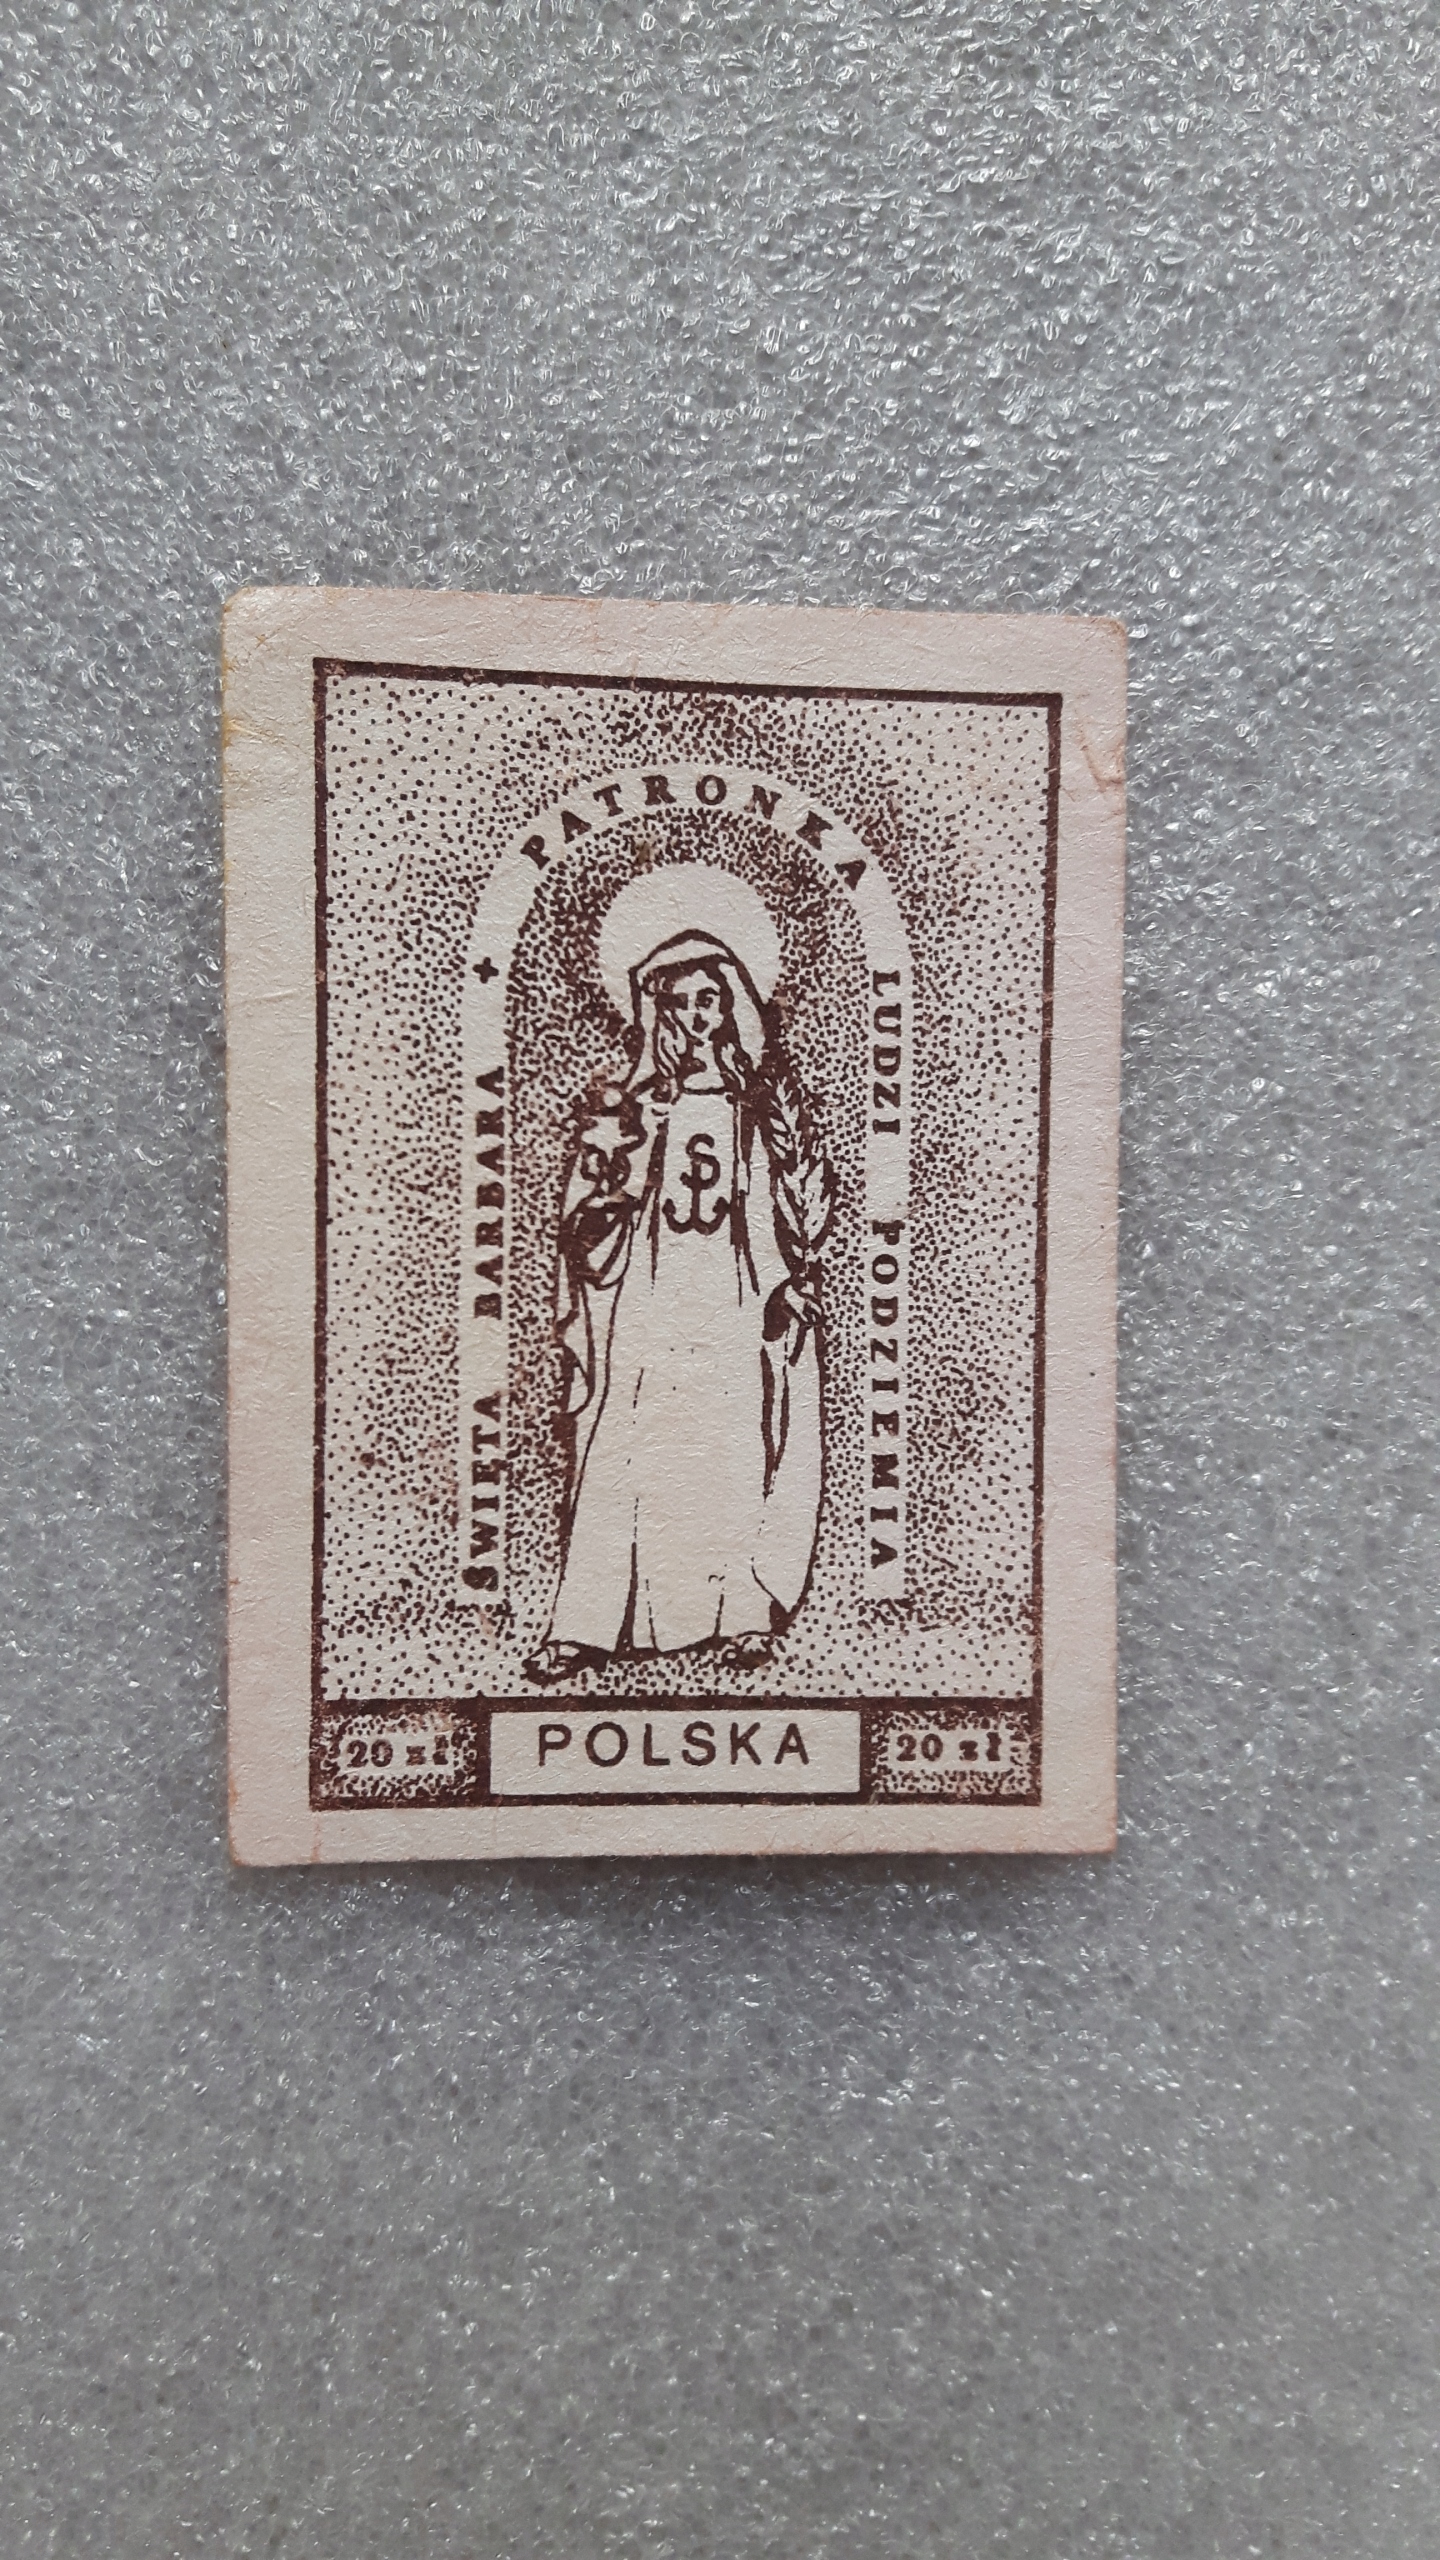 ŚWIĘTA BARBARA + PATRONKA LUDZI PODZIEMIA
20 zł POLSKA 20 zł